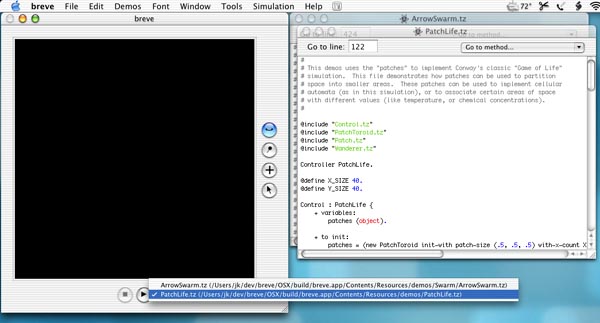 breve File Edit Demos Font Window Tools Simulation Help 72°
breve
ArrowSwarm.tz
424
PatchLife.tz
Go to line: 122 Go to method...
#
# This demos uses the "patches" to implement Conway's classic "Game of Life"
# simulation. This file demonstrates how patches can be used to partition
# space into smaller areas. These patches can be used to implement cellular
# automata (as in this simulation), or to associate certain areas of space
# with different values (like temperature, or chemical concentrations).
#
@include "Control.tz"
@include "PatchToroid.tz"
@include "Patch.tz"
@include "Wanderer.tz"
Controller PatchLife.
@define X_SIZE 40.
@define Y_SIZE 40.
Control : PatchLife {
+ variables:
patches (object).
+ to init:
patches = (new PatchToroid init-with patch-size (.5, .5, .5) with-x-count X
ArrowSwarm.tz (/Users/jk/dev/breve/OSX/build/breve.app/Contents/Resources/demos/Swarm/ArrowSwarm.tz)
✓ PatchLife.tz (/Users/jk/dev/breve/OSX/build/breve.app/Contents/Resources/demos/PatchLife.tz)